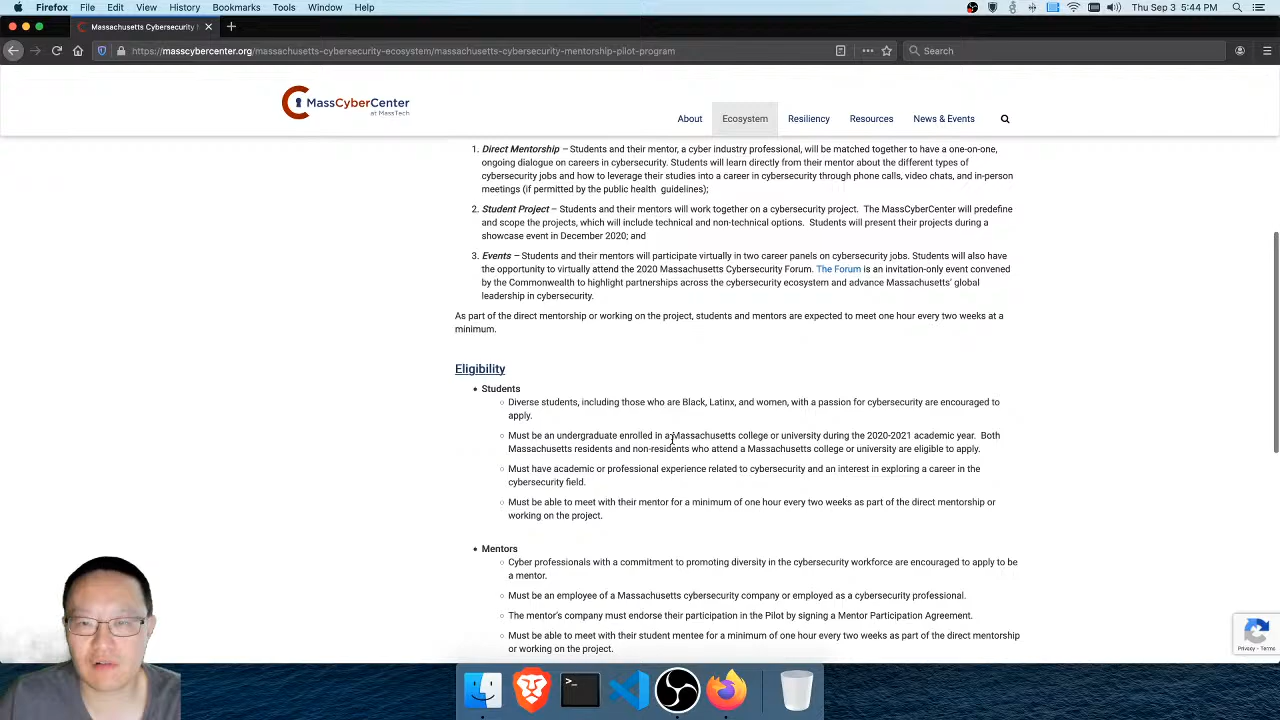 Firefox File Edit View History Bookmarks Tools Window Help Thu Sep 3 5:44 PM
Massachusetts Cybersecurity
https://masscybercenter.org/massachusetts-cybersecurity-ecosystem/massachusetts-cybersecurity-mentorship-pilot-program Search
MassCyberCenter
at MassTech
About Ecosystem Resiliency Resources News & Events
1. Direct Mentorship – Students and their mentor, a cyber industry professional, will be matched together to have a one-on-one,
ongoing dialogue on careers in cybersecurity. Students will learn directly from their mentor about the different types of
cybersecurity jobs and how to leverage their studies into a career in cybersecurity through phone calls, video chats, and in-person
meetings (if permitted by the public health guidelines);
2. Student Project – Students and their mentors will work together on a cybersecurity project. The MassCyberCenter will predefine
and scope the projects, which will include technical and non-technical options. Students will present their projects during a
showcase event in December 2020; and
3. Events – Students and their mentors will participate virtually in two career panels on cybersecurity jobs. Students will also have
the opportunity to virtually attend the 2020 Massachusetts Cybersecurity Forum. The Forum is an invitation-only event convened
by the Commonwealth to highlight partnerships across the cybersecurity ecosystem and advance Massachusetts' global
leadership in cybersecurity.
As part of the direct mentorship or working on the project, students and mentors are expected to meet one hour every two weeks at a
minimum.
Eligibility
• Students
○ Diverse students, including those who are Black, Latinx, and women, with a passion for cybersecurity are encouraged to
apply.
○ Must be an undergraduate enrolled in a Massachusetts college or university during the 2020-2021 academic year. Both
Massachusetts residents and non-residents who attend a Massachusetts college or university are eligible to apply.
○ Must have academic or professional experience related to cybersecurity and an interest in exploring a career in the
cybersecurity field.
○ Must be able to meet with their mentor for a minimum of one hour every two weeks as part of the direct mentorship or
working on the project.
• Mentors
○ Cyber professionals with a commitment to promoting diversity in the cybersecurity workforce are encouraged to apply to be
a mentor.
○ Must be an employee of a Massachusetts cybersecurity company or employed as a cybersecurity professional.
○ The mentor's company must endorse their participation in the Pilot by signing a Mentor Participation Agreement.
○ Must be able to meet with their student mentee for a minimum of one hour every two weeks as part of the direct mentorship
or working on the project.
Privacy - Terms